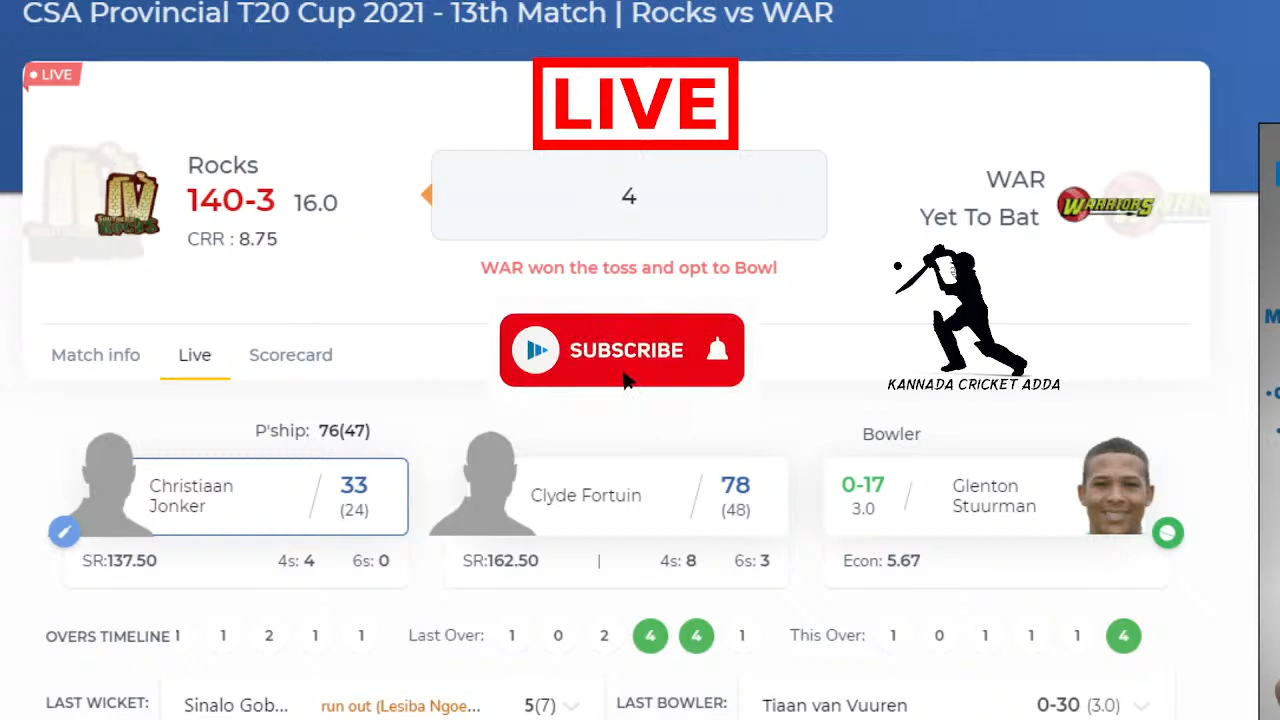 CSA Provincial T20 Cup 2021 - 13th Match | Rocks vs WAR
LIVE
LIVE
Rocks
140-3 16.0
CRR : 8.75
4
WAR
Yet To Bat
WARRIORS
WAR won the toss and opt to Bowl
Match info Live Scorecard
SUBSCRIBE
KANNADA CRICKET ADDA
P'ship: 76(47)
Bowler
Christiaan Jonker 33 (24)
Clyde Fortuin 78 (48)
0-17 3.0 Glenton Stuurman
SR:137.50 4s: 4 6s: 0
SR:162.50 | 4s: 8 6s: 3
Econ: 5.67
OVERS TIMELINE 1 1 2 1 1 Last Over: 1 0 2 4 4 1 This Over: 1 0 1 1 1 4
LAST WICKET: Sinalo Gob... run out (Lesiba Ngoe... 5(7) LAST BOWLER: Tiaan van Vuuren 0-30 (3.0)